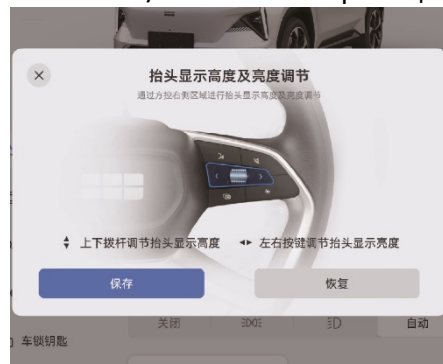 抬头显示高度及亮度调节
通过方控右侧区域进行抬头显示高度及亮度调节
上下拨杆调节抬头显示高度
左右按键调节抬头显示亮度
保存
恢复
关闭
自动
车锁钥匙